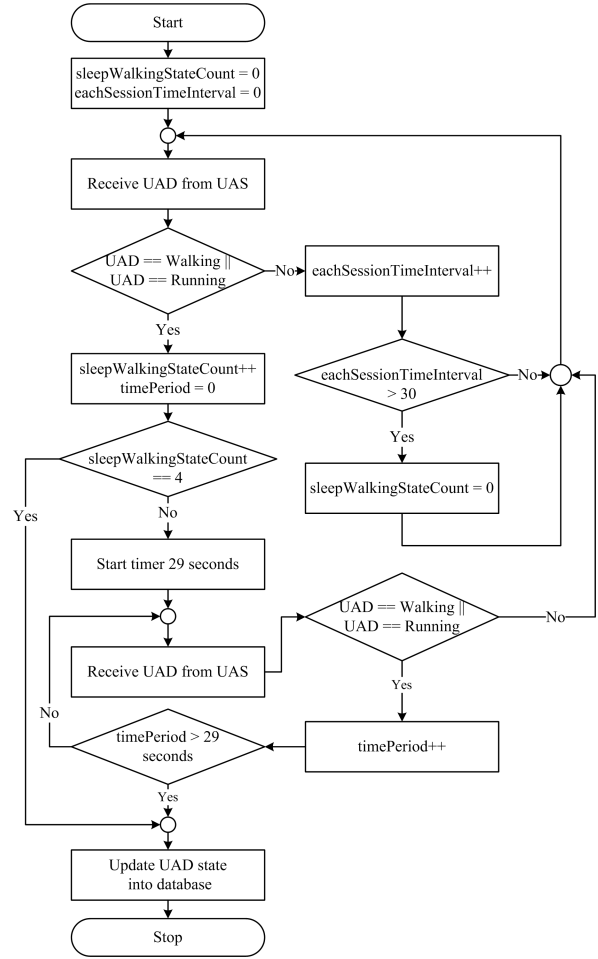 Start
sleepWalkingStateCount = 0
eachSessionTimeInterval = 0
Receive UAD from UAS
UAD == Walking ||
UAD == Running
No
eachSessionTimeInterval++
Yes
sleepWalkingStateCount++
timePeriod = 0
eachSessionTimeInterval
> 30
No
Yes
sleepWalkingStateCount
== 4
sleepWalkingStateCount = 0
Yes
No
Start timer 29 seconds
UAD == Walking ||
UAD == Running
No
Receive UAD from UAS
Yes
No
timePeriod > 29
seconds
timePeriod++
Yes
Update UAD state
into database
Stop